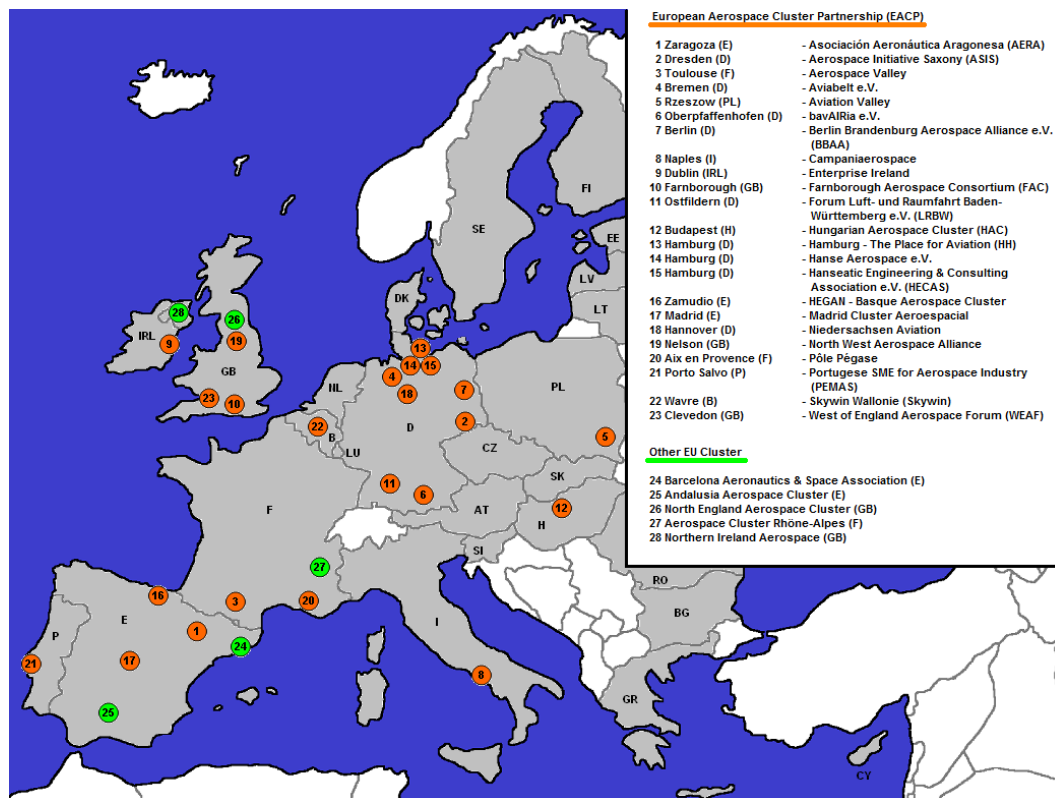 European Aerospace Cluster Partnership (EACP)
1 Zaragoza (E) - Asociación Aeronáutica Aragonesa (AERA)
2 Dresden (D) - Aerospace Initiative Saxony (ASIS)
3 Toulouse (F) - Aerospace Valley
4 Bremen (D) - Aviabelt e.V.
5 Rzeszow (PL) - Aviation Valley
6 Oberpfaffenhofen (D) - bavAIRia e.V.
7 Berlin (D) - Berlin Brandenburg Aerospace Alliance e.V.
(BBAA)
8 Naples (I) - Campaniaerospace
9 Dublin (IRL) - Enterprise Ireland
10 Farnborough (GB) - Farnborough Aerospace Consortium (FAC)
11 Ostfildern (D) - Forum Luft- und Raumfahrt Baden-
Württemberg e.V. (LRBW)
12 Budapest (H) - Hungarian Aerospace Cluster (HAC)
13 Hamburg (D) - Hamburg - The Place for Aviation (HH)
14 Hamburg (D) - Hanse Aerospace e.V.
15 Hamburg (D) - Hanseatic Engineering & Consulting
Association e.V. (HECAS)
16 Zamudio (E) - HEGAN - Basque Aerospace Cluster
17 Madrid (E) - Madrid Cluster Aeroespacial
18 Hannover (D) - Niedersachsen Aviation
19 Nelson (GB) - North West Aerospace Alliance
20 Aix en Provence (F) - Pôle Pégase
21 Porto Salvo (P) - Portugese SME for Aerospace Industry
(PEMAS)
22 Wavre (B) - Skywin Wallonie (Skywin)
23 Clevedon (GB) - West of England Aerospace Forum (WEAF)
Other EU Cluster
24 Barcelona Aeronautics & Space Association (E)
25 Andalusia Aerospace Cluster (E)
26 North England Aerospace Cluster (GB)
27 Aerospace Cluster Rhône-Alpes (F)
28 Northern Ireland Aerospace (GB)
FI
SE
EE
LV
LT
DK
28
26
IRL
9
19
GB
23
10
13
14
15
4
18
7
NL
PL
22
B
LU
D
2
5
CZ
SK
11
6
AT
12
H
SI
F
27
RO
BG
16
3
20
I
P
E
1
24
21
17
25
8
GR
CY